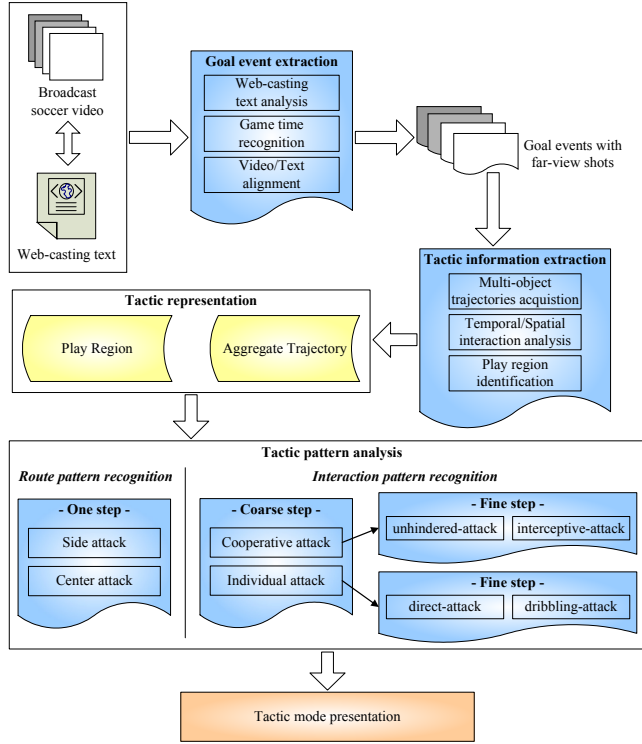 Broadcast
soccer video
Web-casting text
Goal event extraction
Web-casting
text analysis
Game time
recognition
Video/Text
alignment
Goal events with
far-view shots
Tactic information extraction
Multi-object
trajectories acquistion
Temporal/Spatial
interaction analysis
Play region
identification
Tactic representation
Play Region
Aggregate Trajectory
Tactic pattern analysis
Route pattern recognition
Interaction pattern recognition
- One step -
Side attack
Center attack
- Coarse step -
Cooperative attack
Individual attack
- Fine step -
unhindered-attack
interceptive-attack
- Fine step -
direct-attack
dribbling-attack
Tactic mode presentation